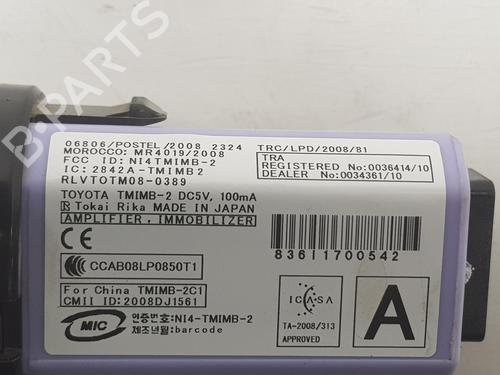 06806/POSTEL/2008 2324
MOROCCO: MR4019/2008
FCC ID: NI4TMIMB-2
IC: 2842A-TMIMB2
RLVTOTM08-0389
TRC/LPD/2008/81
TRA
REGISTERED No: 0036414/10
DEALER No: 0034361/10
TOYOTA TMIMB-2 DC5V, 100mA
Tokai Rika MADE IN JAPAN
AMPLIFIER, IMMOBILIZER
83611700542
CCAB08LP0850T1
For China TMIMB-2C1
CMII ID:2008DJ1561
MIC
인증번호:NI4-TMIMB-2
제조년월:barcode
ICASA
TA-2008/313
APPROVED
A
B-PARTS